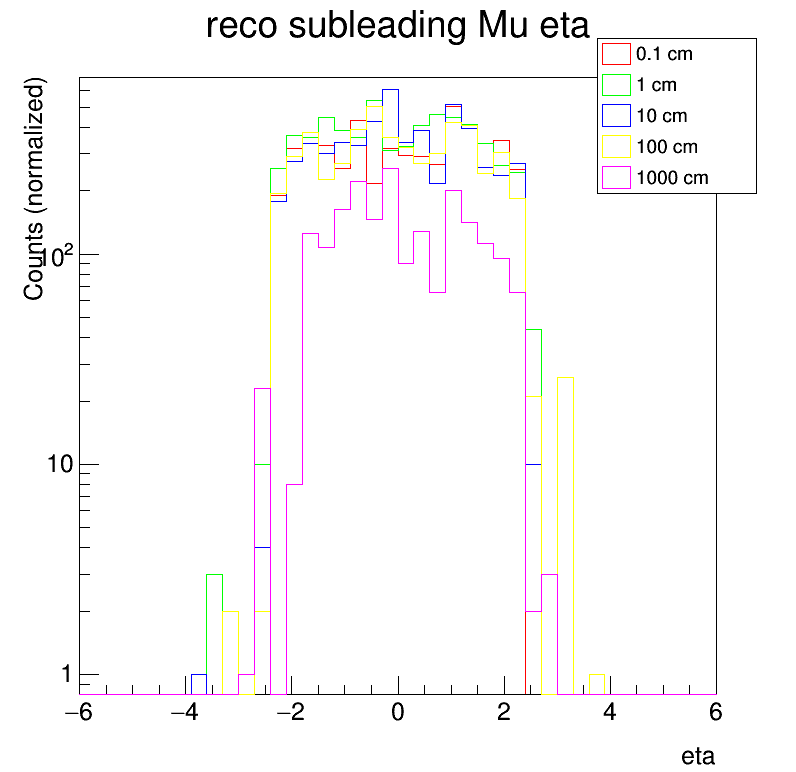 reco subleading Mu eta
0.1 cm
1 cm
10 cm
100 cm
1000 cm
Counts (normalized)
10²
10
1
−6 −4 −2 0 2 4 6
eta